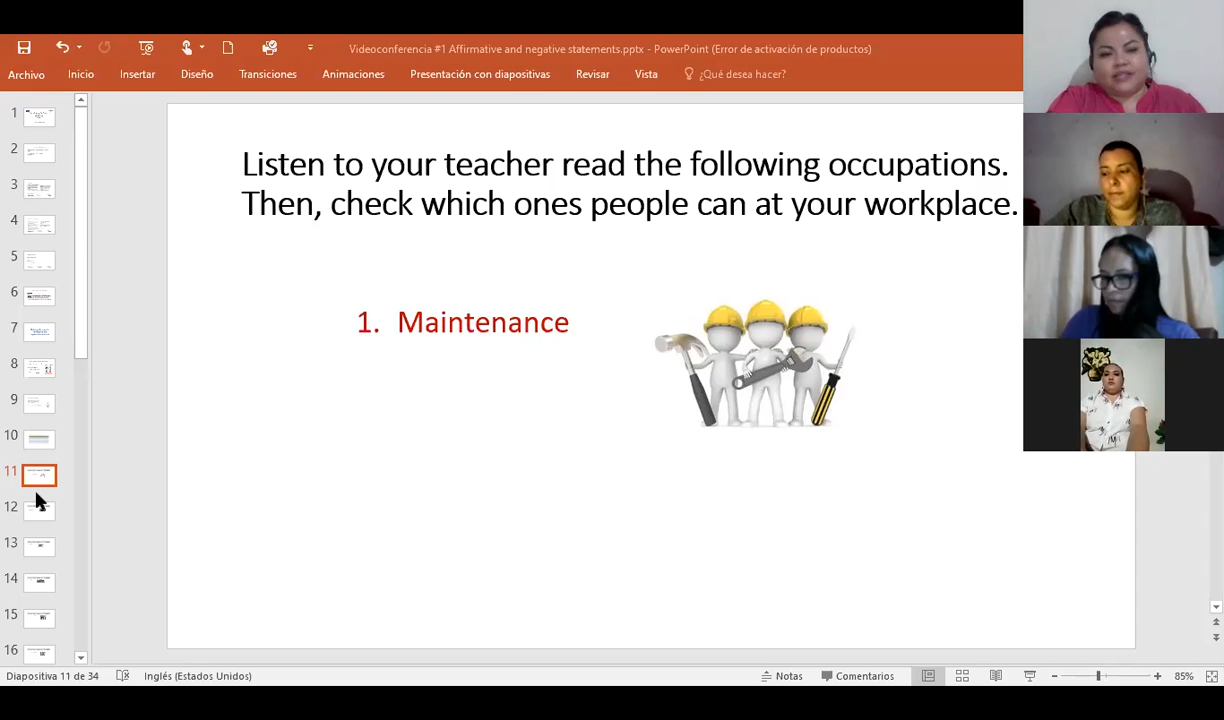 Videoconferencia #1 Affirmative and negative statements.pptx - PowerPoint (Error de activación de productos)
Archivo Inicio Insertar Diseño Transiciones Animaciones Presentación con diapositivas Revisar Vista ¿Qué desea hacer?
1
2
3
4
5
6
7
8
9
10
11
12
13
14
15
16
Listen to your teacher read the following occupations.
Then, check which ones people can at your workplace.
1. Maintenance
Diapositiva 11 de 34 Inglés (Estados Unidos) Notas Comentarios 85%